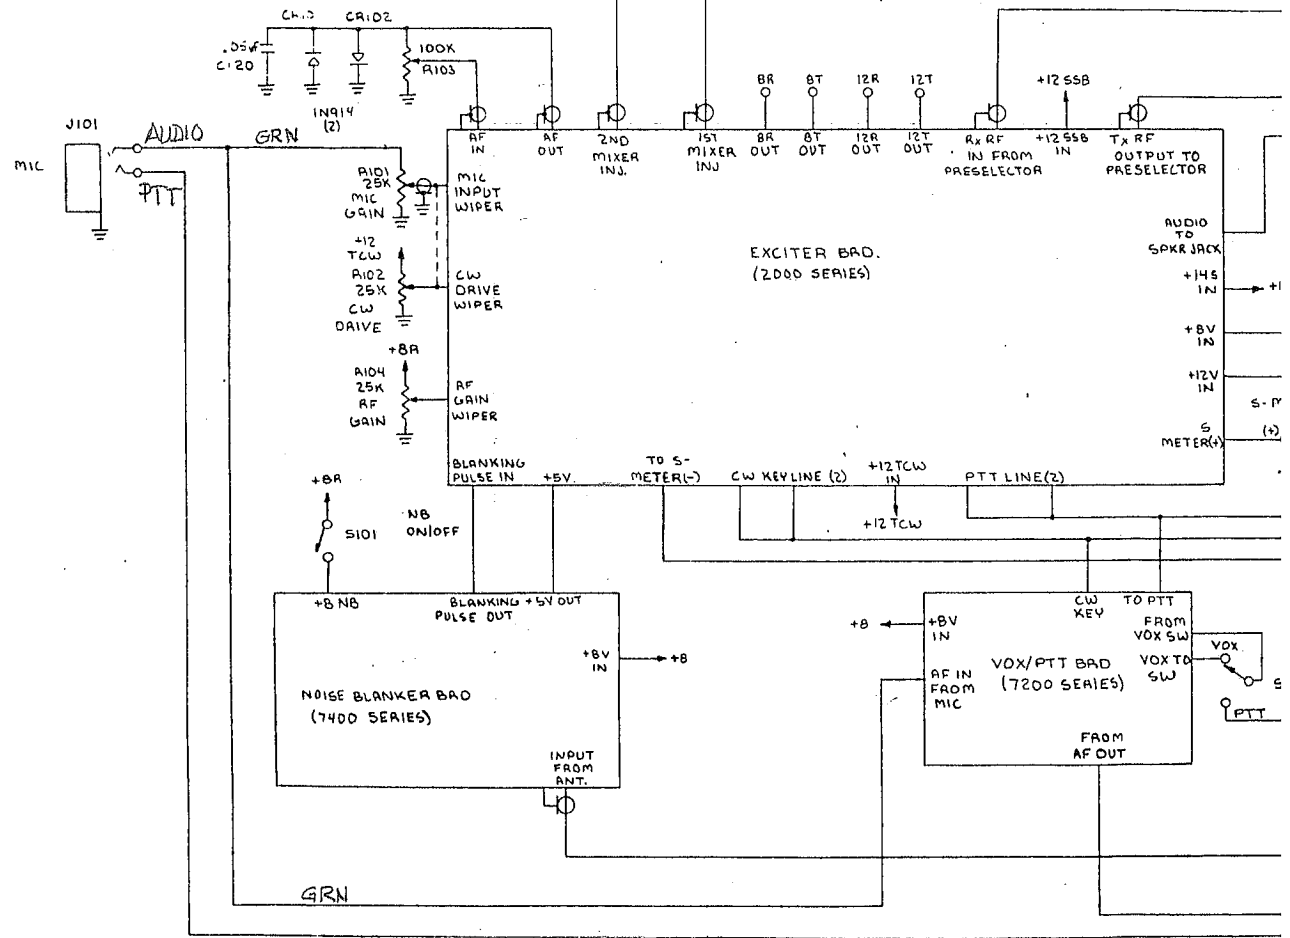 CR102
.05µf
C120
100K
R103
1N914
(2)
8R
8T
12R
12T
+12 SSB
J101
AUDIO
GRN
MIC
PTT
AF
IN
AF
OUT
2ND
MIXER
INJ.
1ST
MIXER
INJ
8R
OUT
8T
OUT
12R
OUT
12T
OUT
RX RF
IN FROM
PRESELECTOR
+12 SSB
IN
TX RF
OUTPUT TO
PRESELECTOR
R101
25K
MIC
GAIN
MIC
INPUT
WIPER
AUDIO
TO
SPKR JACK
EXCITER BRD.
(2000 SERIES)
+12
TCW
R102
25K
CW
DRIVE
CW
DRIVE
WIPER
+14S
IN
+8V
IN
+8R
R104
25K
RF
GAIN
RF
GAIN
WIPER
+12V
IN
S
METER(+)
S-M
(+)
BLANKING
PULSE IN
+5V.
TO S-
METER(-)
CW KEYLINE (2)
+12TCW
IN
PTT LINE(2)
+12 TCW
+8R
S101
NB
ON/OFF
+8 NB
BLANKING
PULSE OUT
+5V OUT
+8V
IN
+8
NOISE BLANKER BRD
(7400 SERIES)
INPUT
FROM
ANT.
+8
+8V
IN
CW
KEY
TO PTT
FROM
VOX SW
VOX TO
SW
VOX
PTT
VOX/PTT BRD
(7200 SERIES)
AF IN
FROM
MIC
FROM
AF OUT
GRN